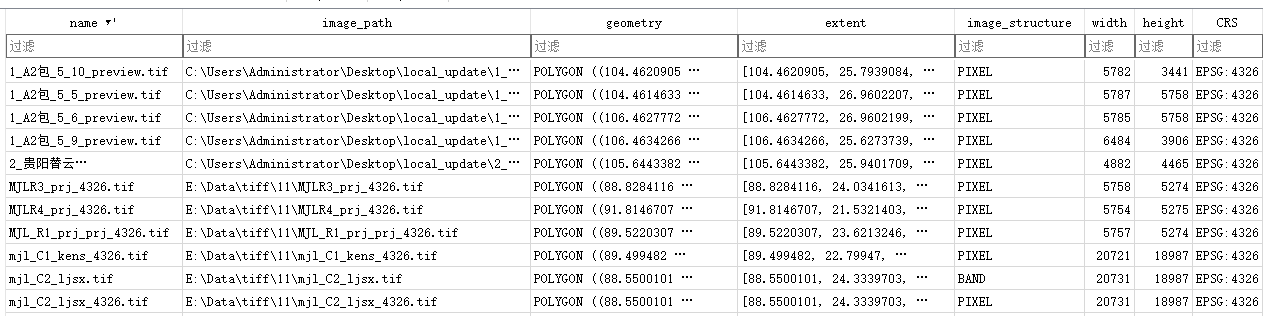 name ▼¹ image_path geometry extent image_structure width height CRS
过滤 过滤 过滤 过滤 过滤 过滤 过滤 过滤
1_A2包_5_10_preview.tif C:\Users\Administrator\Desktop\local_update\1_… POLYGON ((104.4620905 … [104.4620905, 25.7939084, … PIXEL 5782 3441 EPSG:4326
1_A2包_5_5_preview.tif C:\Users\Administrator\Desktop\local_update\1_… POLYGON ((104.4614633 … [104.4614633, 26.9602207, … PIXEL 5787 5758 EPSG:4326
1_A2包_5_6_preview.tif C:\Users\Administrator\Desktop\local_update\1_… POLYGON ((106.4627772 … [106.4627772, 26.9602199, … PIXEL 5785 5758 EPSG:4326
1_A2包_5_9_preview.tif C:\Users\Administrator\Desktop\local_update\1_… POLYGON ((106.4634266 … [106.4634266, 25.6273739, … PIXEL 6484 3906 EPSG:4326
2_贵阳替云… C:\Users\Administrator\Desktop\local_update\2_… POLYGON ((105.6443382 … [105.6443382, 25.9401709, … PIXEL 4882 4465 EPSG:4326
MJLR3_prj_4326.tif E:\Data\tiff\11\MJLR3_prj_4326.tif POLYGON ((88.8284116 … [88.8284116, 24.0341613, … PIXEL 5758 5274 EPSG:4326
MJLR4_prj_4326.tif E:\Data\tiff\11\MJLR4_prj_4326.tif POLYGON ((91.8146707 … [91.8146707, 21.5321403, … PIXEL 5754 5275 EPSG:4326
MJL_R1_prj_prj_4326.tif E:\Data\tiff\11\MJL_R1_prj_prj_4326.tif POLYGON ((89.5220307 … [89.5220307, 23.6213246, … PIXEL 5757 5274 EPSG:4326
mjl_C1_kens_4326.tif E:\Data\tiff\11\mjl_C1_kens_4326.tif POLYGON ((89.499482 … [89.499482, 22.79947, … PIXEL 20721 18987 EPSG:4326
mjl_C2_ljsx.tif E:\Data\tiff\11\mjl_C2_ljsx.tif POLYGON ((88.5500101 … [88.5500101, 24.3339703, … BAND 20731 18987 EPSG:4326
mjl_C2_ljsx_4326.tif E:\Data\tiff\11\mjl_C2_ljsx_4326.tif POLYGON ((88.5500101 … [88.5500101, 24.3339703, … PIXEL 20731 18987 EPSG:4326